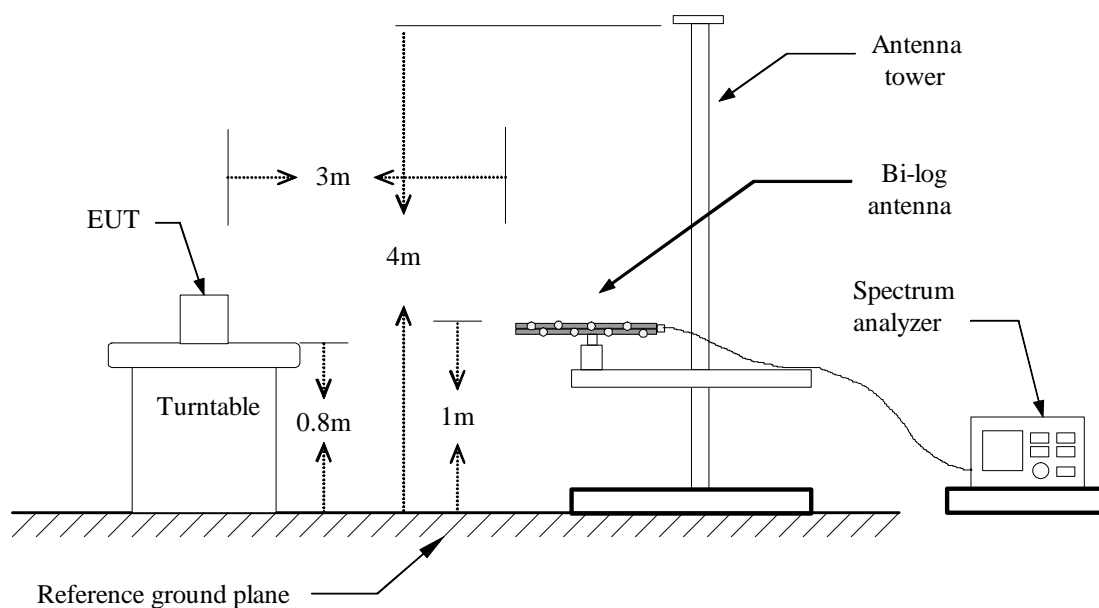 Antenna
tower
3m
Bi-log
antenna
EUT
4m
Spectrum
analyzer
Turntable
0.8m
1m
Reference ground plane